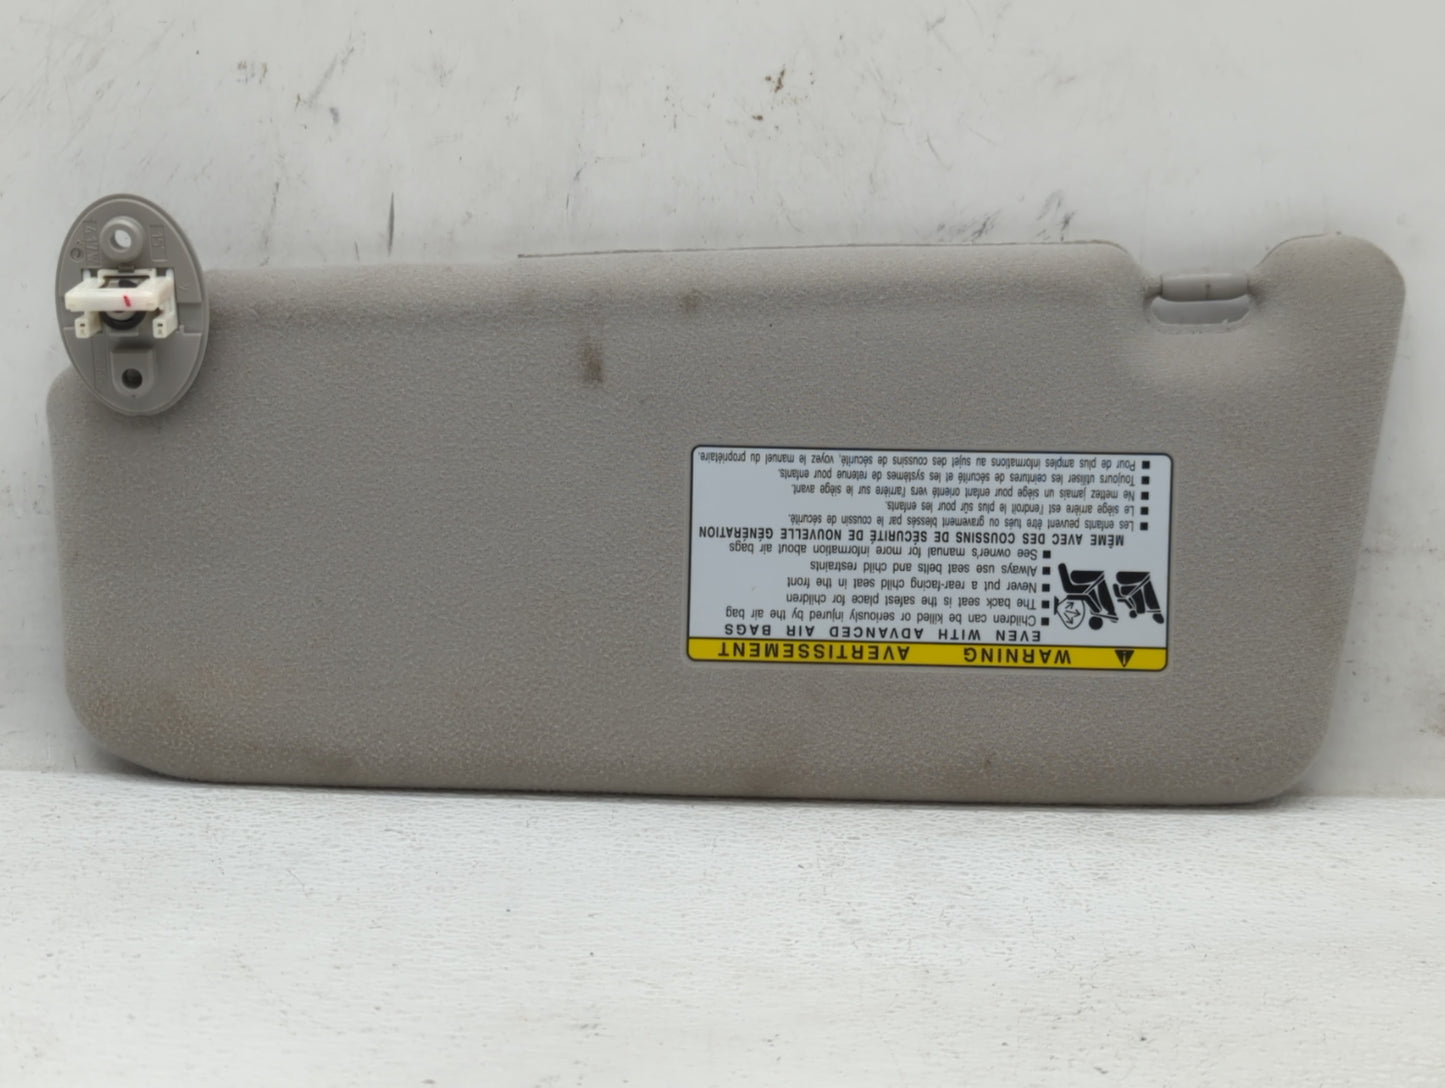 WARNING AVERTISSEMENT
EVEN WITH ADVANCED AIR BAGS
■ Children can be killed or seriously injured by the air bag
■ The back seat is the safest place for children
■ Never put a rear-facing child seat in the front
■ Always use seat belts and child restraints
■ See owner's manual for more information about air bags
MÊME AVEC DES COUSSINS DE SÉCURITÉ DE NOUVELLE GÉNÉRATION
■ Les enfants peuvent être tués ou gravement blessés par le coussin de sécurité.
■ Le siège arrière est l'endroit le plus sûr pour les enfants.
■ Ne mettez jamais un siège pour enfant orienté vers l'arrière sur le siège avant.
■ Toujours utiliser les ceintures de sécurité et les systèmes de retenue pour enfants.
■ Pour de plus amples informations au sujet des coussins de sécurité, voyez le manuel du propriétaire.